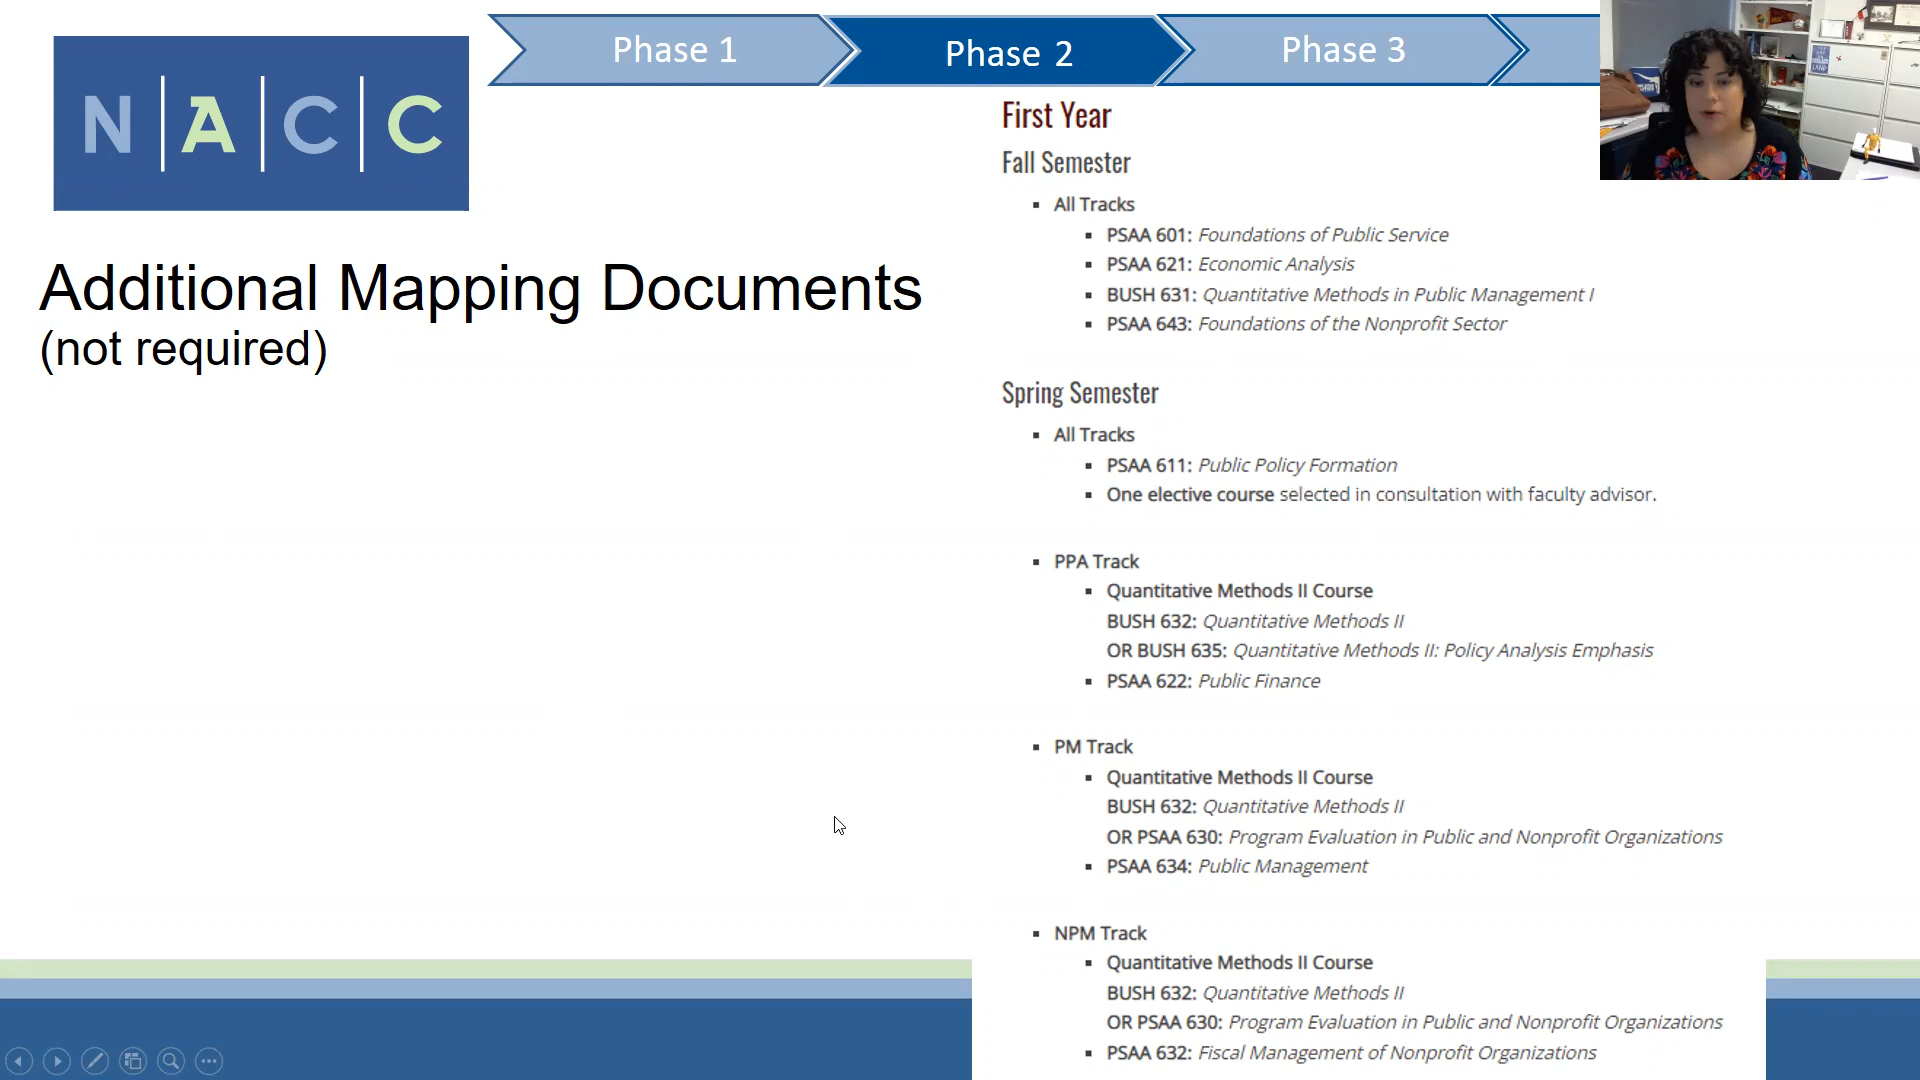 Phase 1
Phase 2
Phase 3
N|A|C|C
Additional Mapping Documents
(not required)
First Year
Fall Semester
All Tracks
PSAA 601: Foundations of Public Service
PSAA 621: Economic Analysis
BUSH 631: Quantitative Methods in Public Management I
PSAA 643: Foundations of the Nonprofit Sector
Spring Semester
All Tracks
PSAA 611: Public Policy Formation
One elective course selected in consultation with faculty advisor.
PPA Track
Quantitative Methods II Course
BUSH 632: Quantitative Methods II
OR BUSH 635: Quantitative Methods II: Policy Analysis Emphasis
PSAA 622: Public Finance
PM Track
Quantitative Methods II Course
BUSH 632: Quantitative Methods II
OR PSAA 630: Program Evaluation in Public and Nonprofit Organizations
PSAA 634: Public Management
NPM Track
Quantitative Methods II Course
BUSH 632: Quantitative Methods II
OR PSAA 630: Program Evaluation in Public and Nonprofit Organizations
PSAA 632: Fiscal Management of Nonprofit Organizations